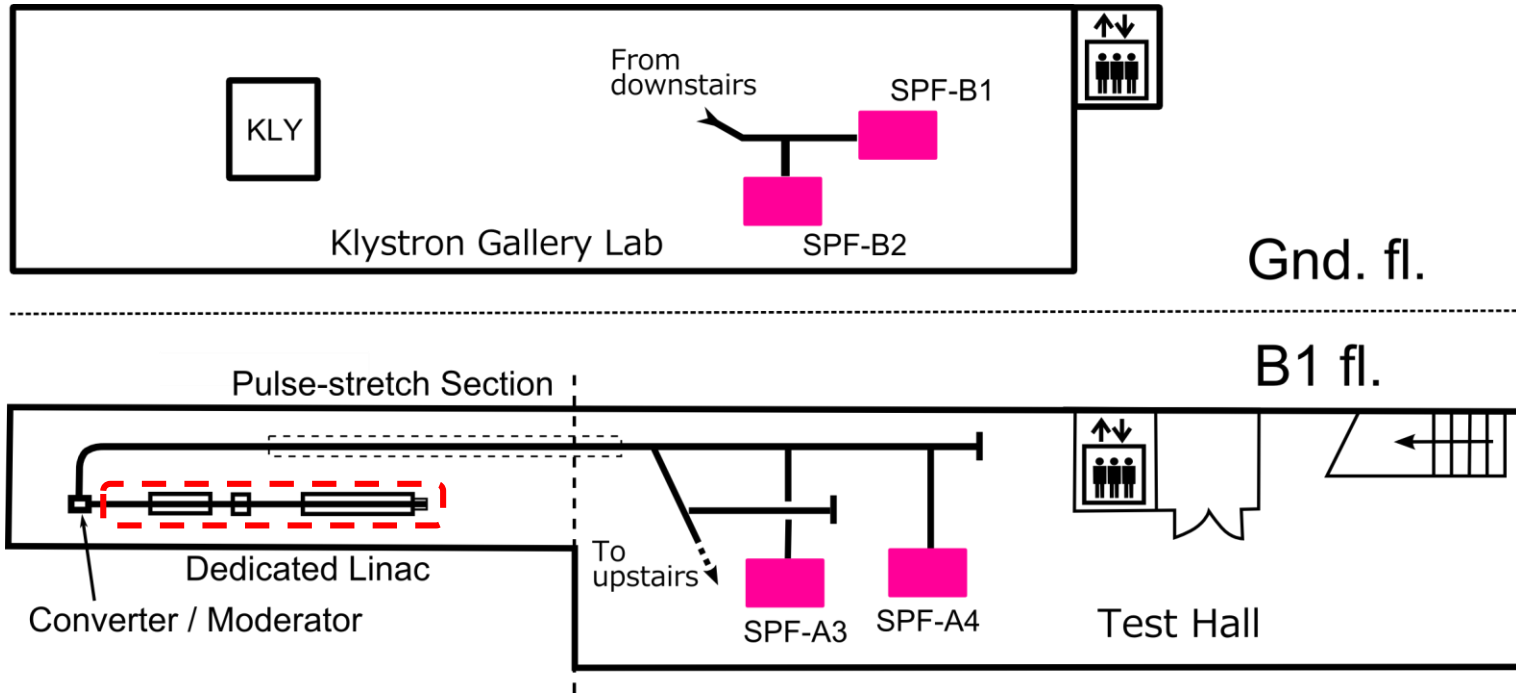 From
downstairs
SPF-B1
KLY
SPF-B2
Klystron Gallery Lab
Gnd. fl.
B1 fl.
Pulse-stretch Section
Dedicated Linac
Converter / Moderator
To
upstairs
SPF-A3
SPF-A4
Test Hall